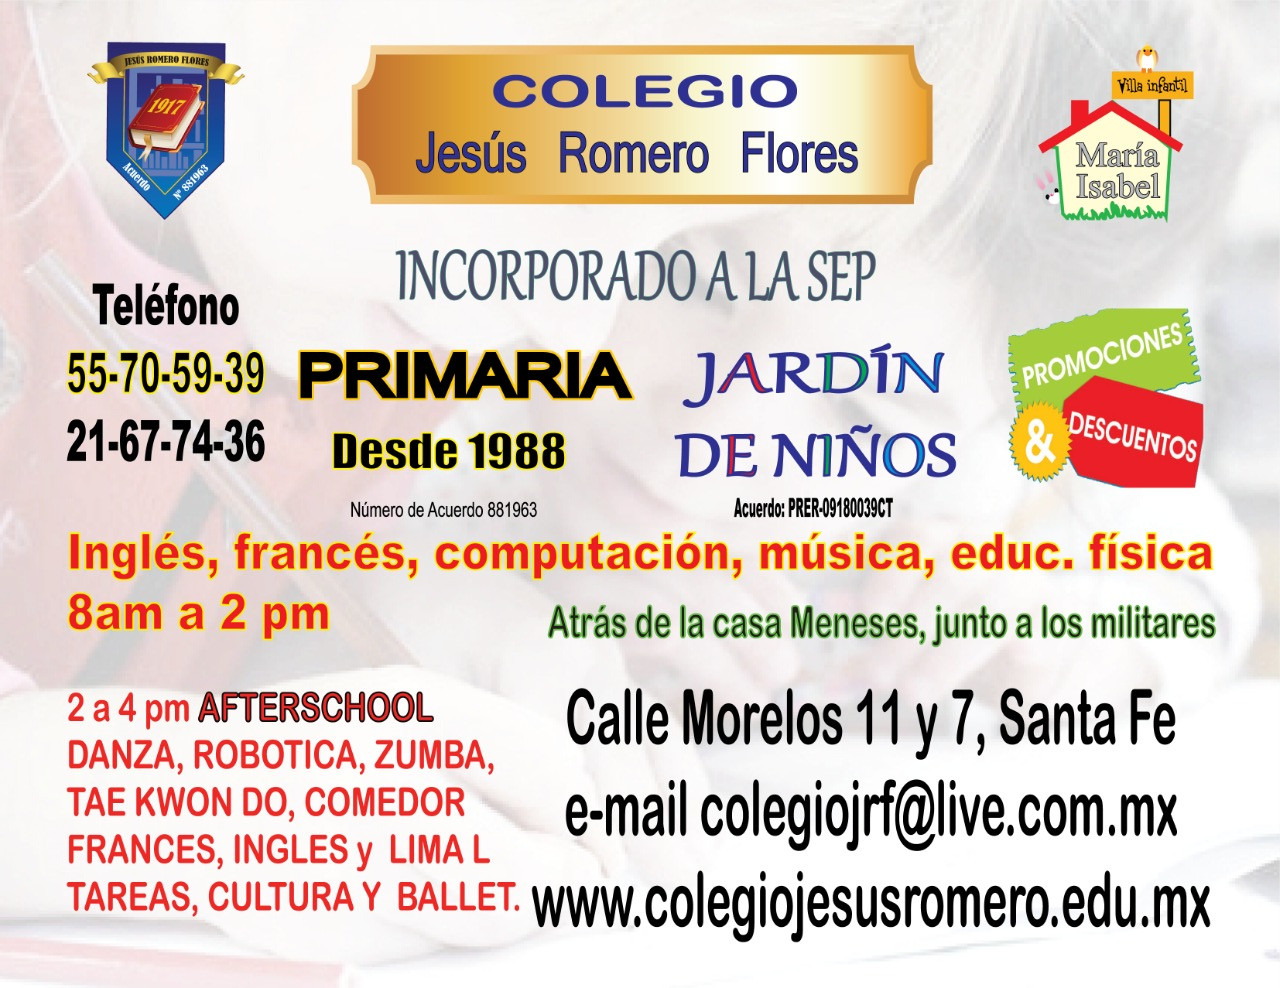 JESUS ROMERO FLORES
1917
Acuerdo Nº 881963
COLEGIO
Jesús Romero Flores
Villa infantil
María
Isabel
INCORPORADO A LA SEP
Teléfono
55-70-59-39
21-67-74-36
PRIMARIA
Desde 1988
Número de Acuerdo 881963
JARDÍN
DE NIÑOS
Acuerdo: PRER-09180039CT
PROMOCIONES
&
DESCUENTOS
Inglés, francés, computación, música, educ. física
8am a 2 pm
Atrás de la casa Meneses, junto a los militares
2 a 4 pm AFTERSCHOOL
DANZA, ROBOTICA, ZUMBA,
TAE KWON DO, COMEDOR
FRANCES, INGLES y LIMA L
TAREAS, CULTURA Y BALLET.
Calle Morelos 11 y 7, Santa Fe
e-mail colegiojrf@live.com.mx
www.colegiojesusromero.edu.mx